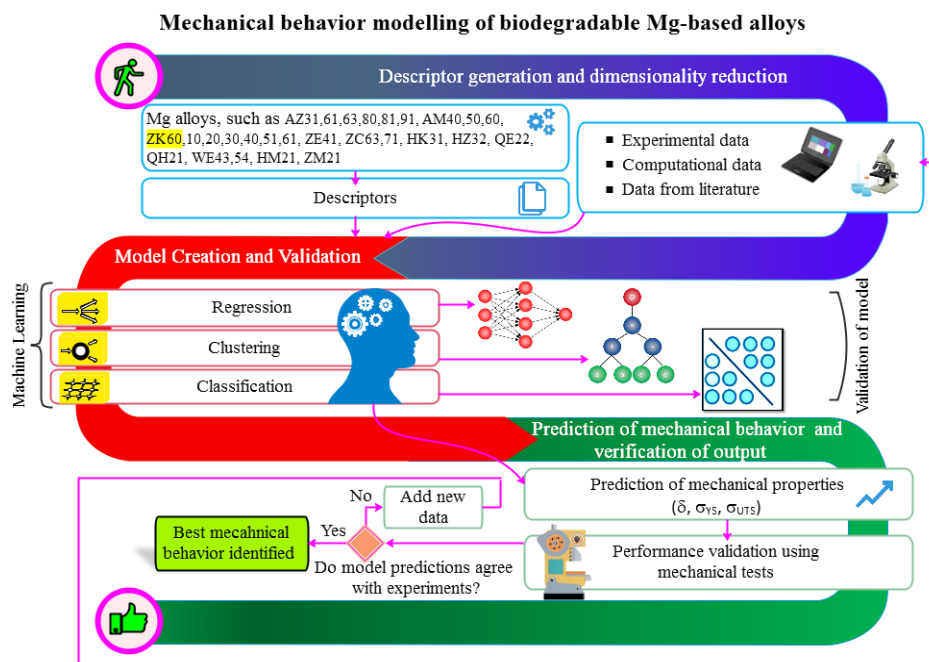 Mechanical behavior modelling of biodegradable Mg-based alloys
Descriptor generation and dimensionality reduction
Mg alloys, such as AZ31,61,63,80,81,91, AM40,50,60,
ZK60,10,20,30,40,51,61, ZE41, ZC63,71, HK31, HZ32, QE22,
QH21, WE43,54, HM21, ZM21
Experimental data
Computational data
Data from literature
Descriptors
Model Creation and Validation
Machine Learning
Regression
Clustering
Classification
Validation of model
Prediction of mechanical behavior and
verification of output
Prediction of mechanical properties
(δ, σYS, σUTS)
No
Add new
data
Yes
Best mecahnical
behavior identified
Do model predictions agree
with experiments?
Performance validation using
mechanical tests